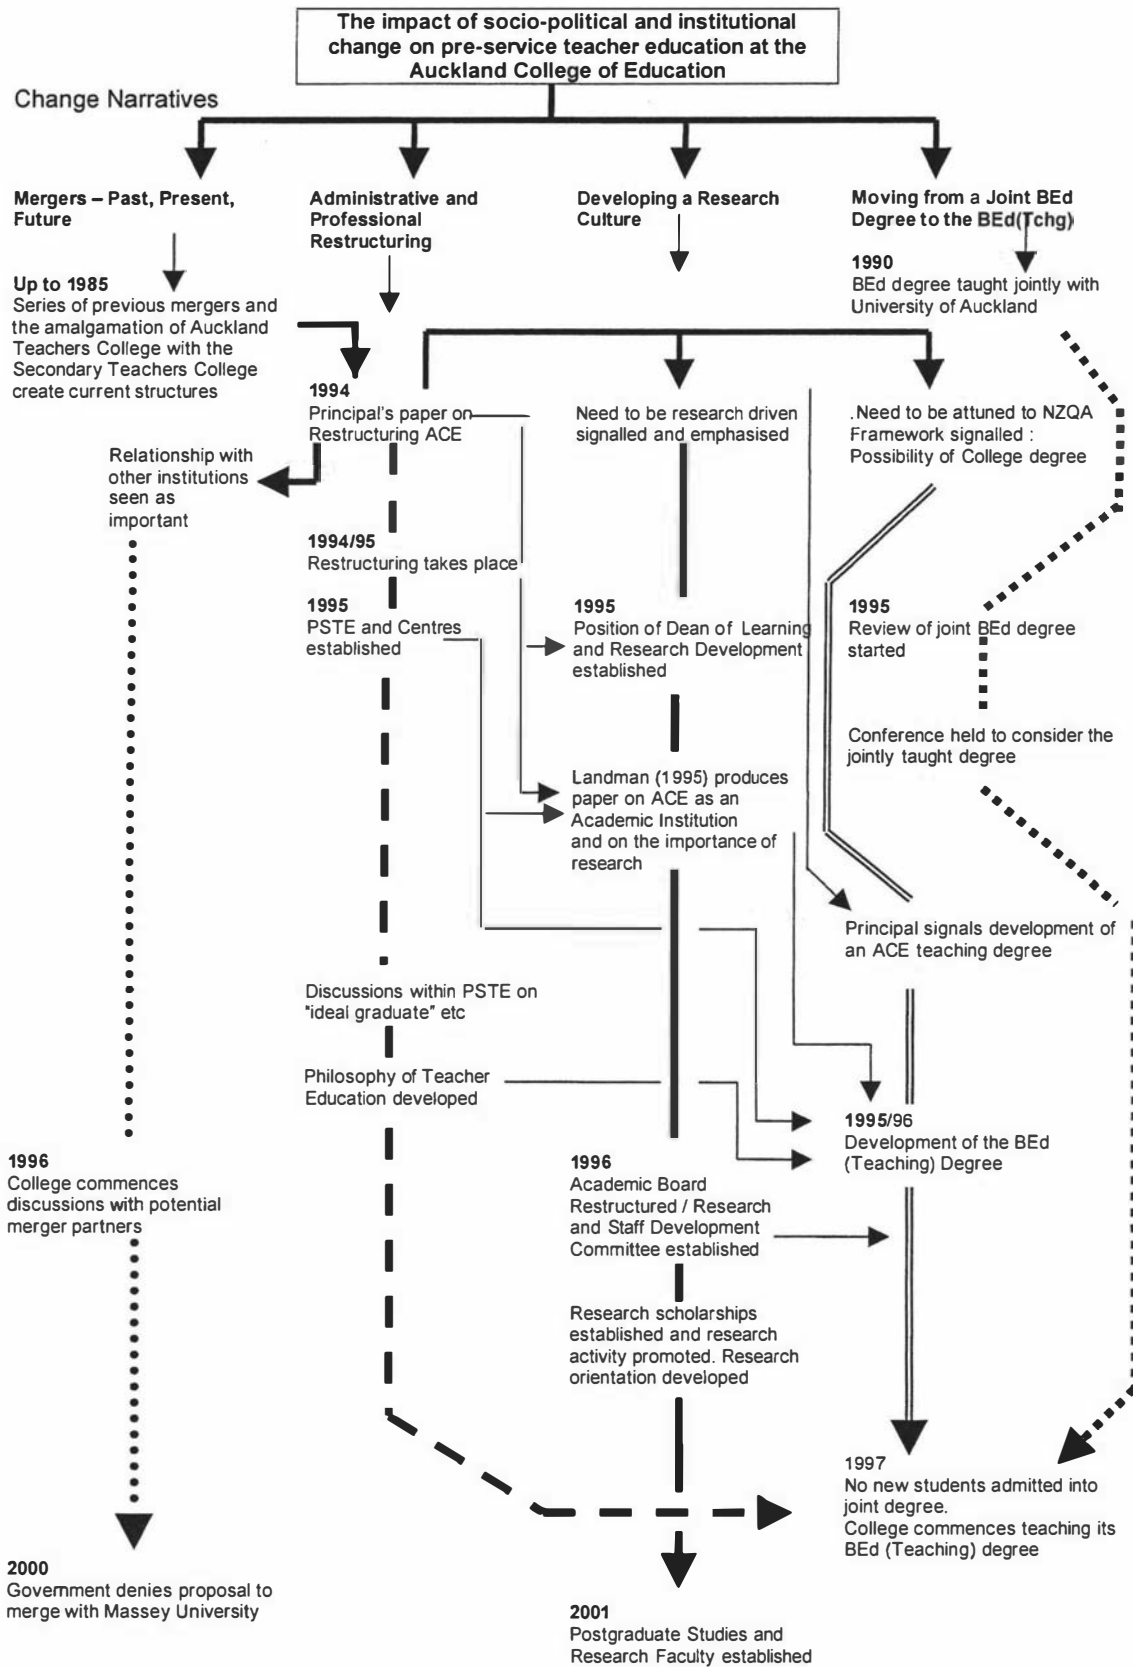 The impact of socio-political and institutional
change on pre-service teacher education at the
Auckland College of Education
Change Narratives
Mergers – Past, Present,
Future
Up to 1985
Series of previous mergers and
the amalgamation of Auckland
Teachers College with the
Secondary Teachers College
create current structures
Relationship with
other institutions
seen as
important
1996
College commences
discussions with potential
merger partners
2000
Government denies proposal to
merge with Massey University
Administrative and
Professional
Restructuring
1994
Principal's paper on
Restructuring ACE
1994/95
Restructuring takes place
1995
PSTE and Centres
established
Discussions within PSTE on
"ideal graduate" etc
Philosophy of Teacher
Education developed
Developing a Research
Culture
Need to be research driven
signalled and emphasised
1995
Position of Dean of Learning
and Research Development
established
Landman (1995) produces
paper on ACE as an
Academic Institution
and on the importance of
research
1996
Academic Board
Restructured / Research
and Staff Development
Committee established
Research scholarships
established and research
activity promoted. Research
orientation developed
2001
Postgraduate Studies and
Research Faculty established
Moving from a Joint BEd
Degree to the BEd(Tchg)
1990
BEd degree taught jointly with
University of Auckland
.Need to be attuned to NZQA
Framework signalled :
Possibility of College degree
1995
Review of joint BEd degree
started
Conference held to consider the
jointly taught degree
Principal signals development of
an ACE teaching degree
1995/96
Development of the BEd
(Teaching) Degree
1997
No new students admitted into
joint degree.
College commences teaching its
BEd (Teaching) degree